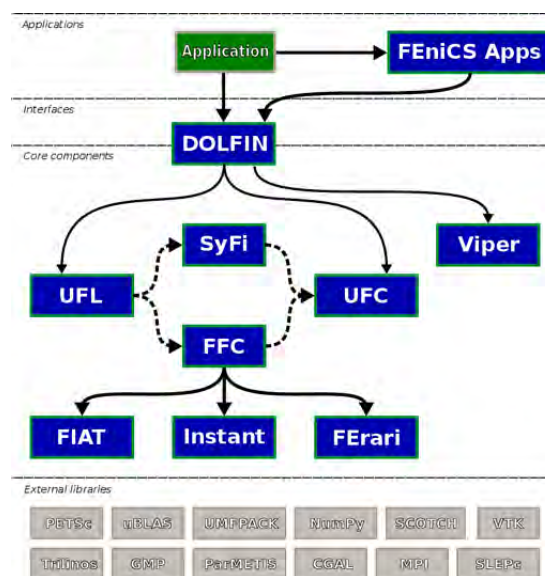 Applications
Application
FEniCS Apps
Interfaces
DOLFIN
Core components
SyFi
Viper
UFL
UFC
FFC
FIAT
Instant
FErari
External libraries
PETSc
uBLAS
UMFPACK
NumPy
SCOTCH
VTK
Trilinos
GMP
ParMETIS
CGAL
MPI
SLEPc